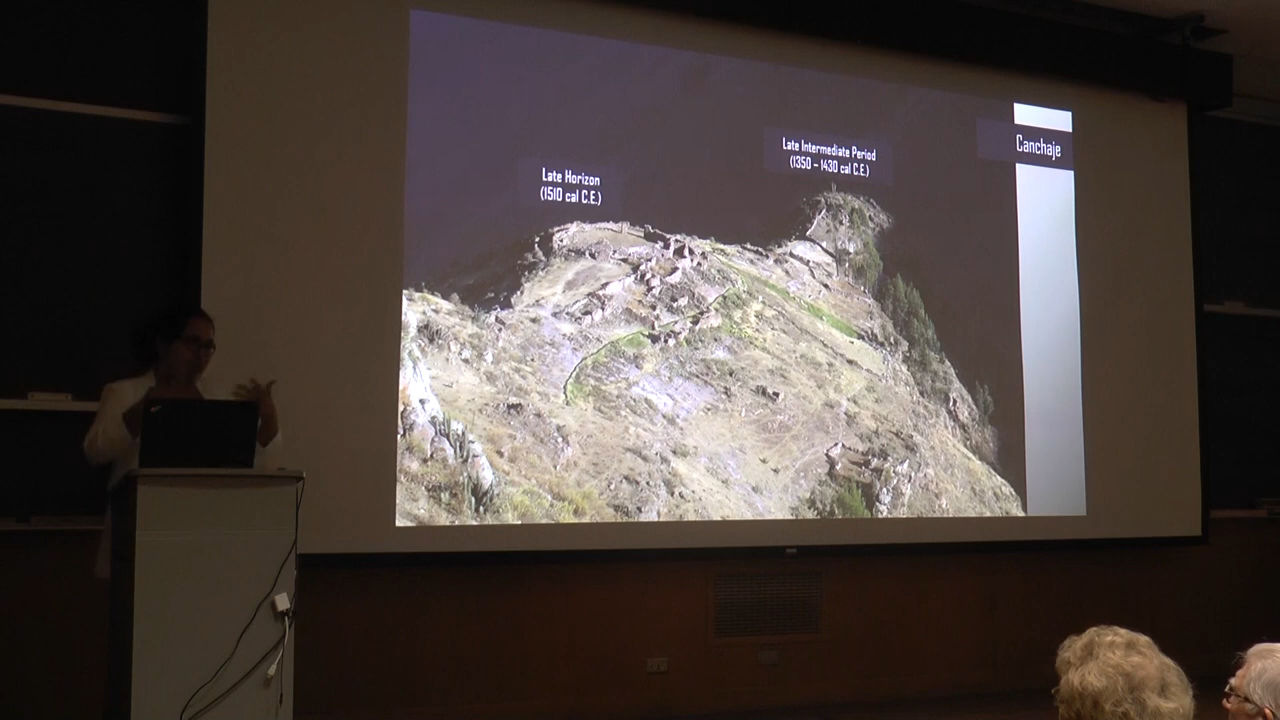 Late Horizon
(1510 cal C.E.)
Late Intermediate Period
(1350 – 1430 cal C.E.)
Canchaje